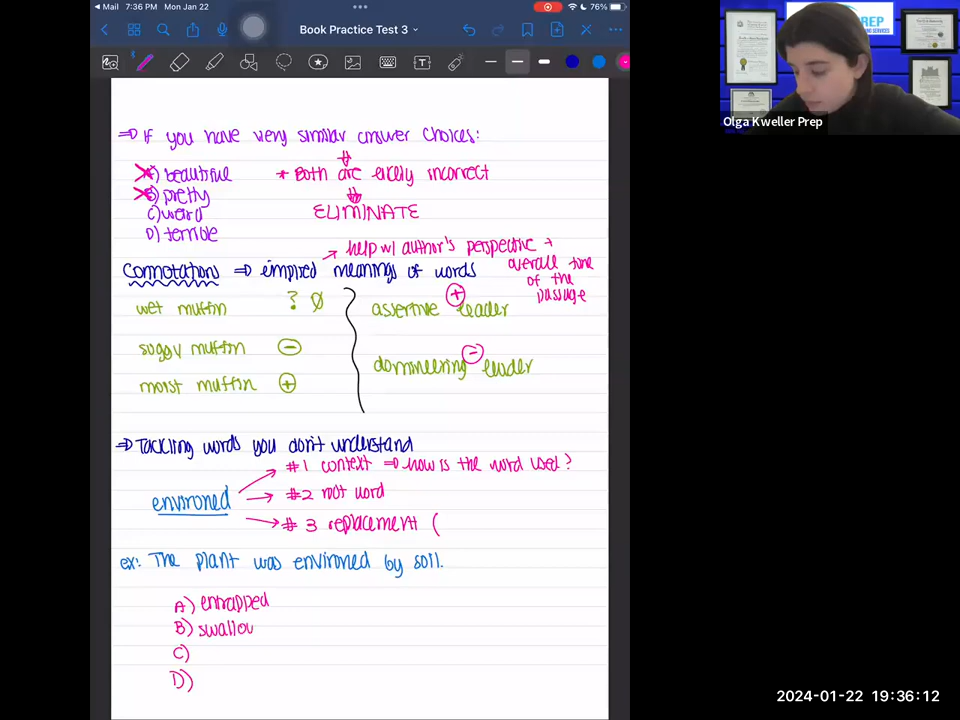 Mail 7:36 PM Mon Jan 22
76%
Book Practice Test 3
PREP
Olga Kweller Prep
⇒ If you have very similar answer choices:
A) beautiful
* Both are likely incorrect
B) pretty
C) weird
ELIMINATE
D) terrible
→ help w/ author's perspective +
overall tone
of the
passage
Connotations ⇒ implied meanings of words
wet muffin ? Ø
assertive leader +
soggy muffin -
domineering leader -
moist muffin +
⇒ Tackling words you don't understand
#1 context ⇒ how is the word used?
environed
#2 root word
#3 replacement (
ex: The plant was environed by soil.
A) entrapped
B) swallow
C)
D)
2024-01-22 19:36:12